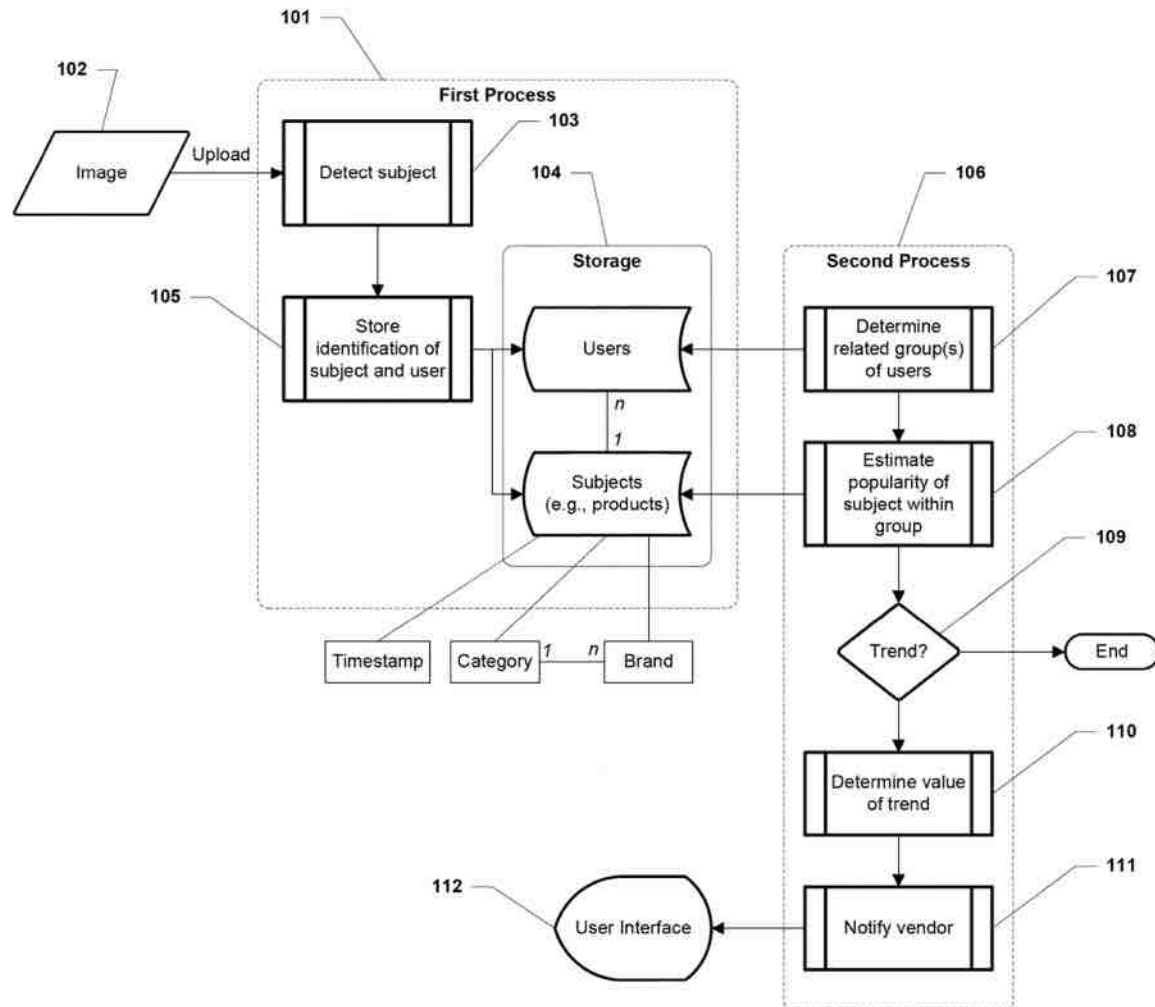 101
102
First Process
103
Image
Upload
Detect subject
104
106
Storage
Second Process
105
107
Store
identification of
subject and user
Users
Determine
related group(s)
of users
n
1
108
Subjects
(e.g., products)
Estimate
popularity of
subject within
group
109
Timestamp
Category
1
n
Brand
Trend?
End
110
Determine value
of trend
111
112
User Interface
Notify vendor